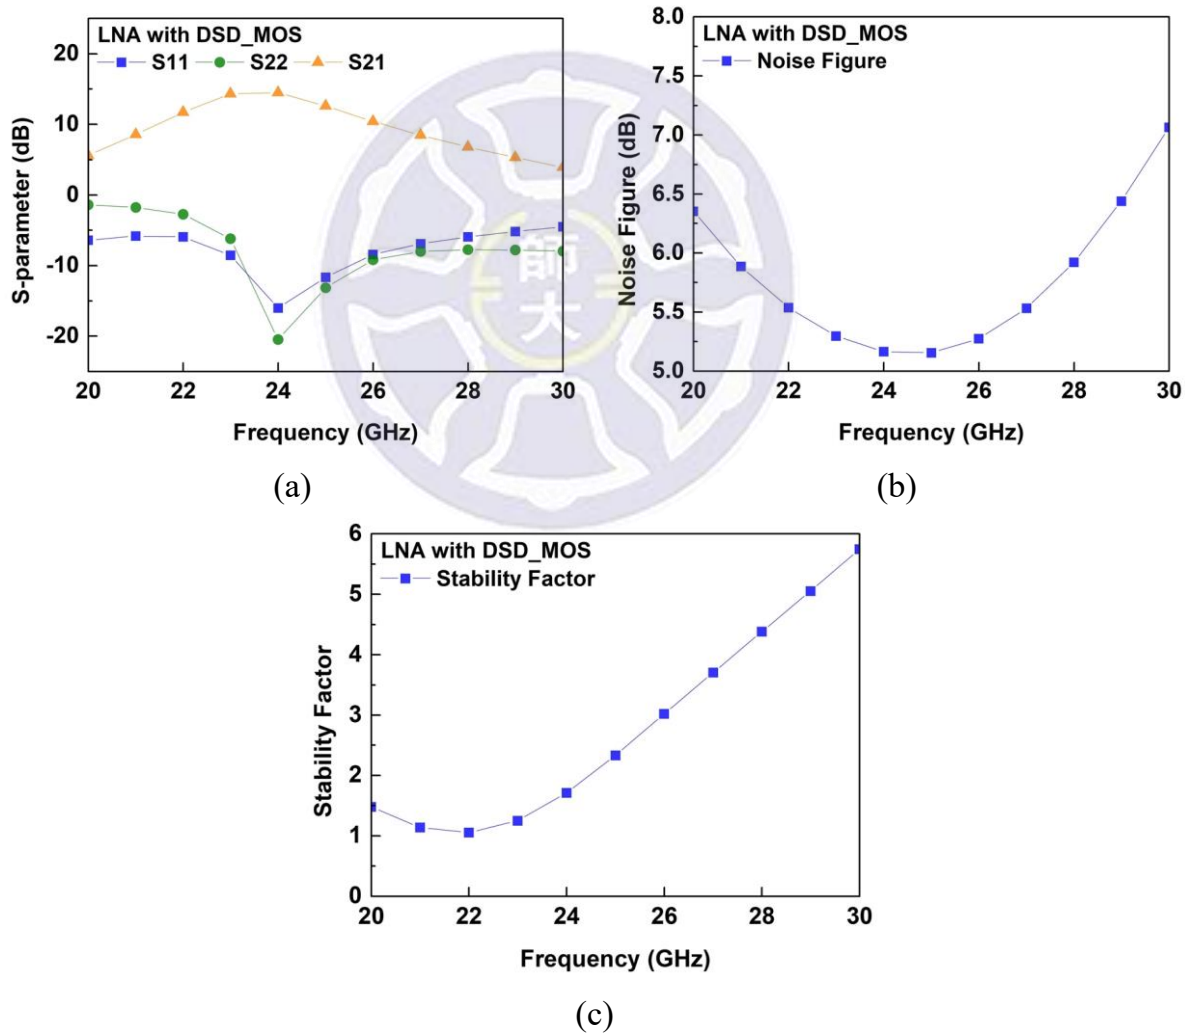 LNA with DSD_MOS
S11 S22 S21
20
10
0
-10
-20
S-parameter (dB)
20 22 24 26 28 30
Frequency (GHz)
(a)
LNA with DSD_MOS
Noise Figure
8.0
7.5
7.0
6.5
6.0
5.5
5.0
Noise Figure (dB)
20 22 24 26 28 30
Frequency (GHz)
(b)
師
大
LNA with DSD_MOS
Stability Factor
6
5
4
3
2
1
0
Stability Factor
20 22 24 26 28 30
Frequency (GHz)
(c)